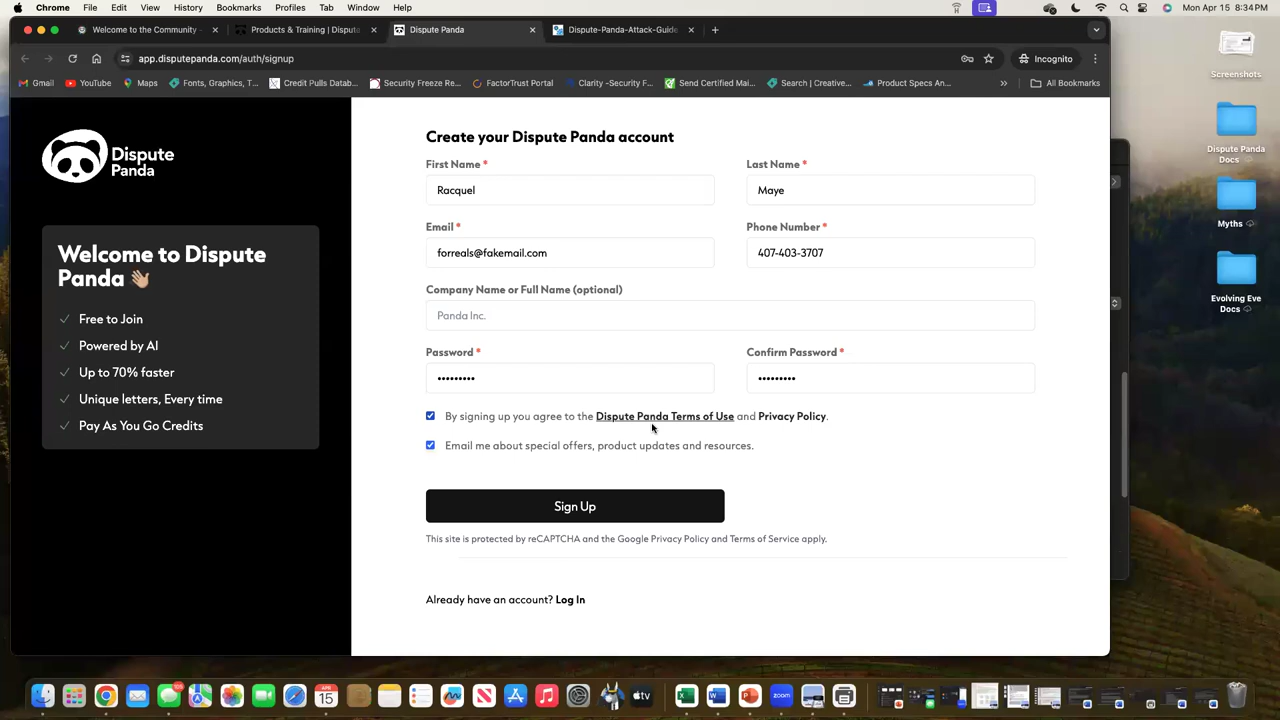 Chrome File Edit View History Bookmarks Profiles Tab Window Help Mon Apr 15 8:34 PM
Welcome to the Community - Products & Training | Dispute Dispute Panda Dispute-Panda-Attack-Guide
app.disputepanda.com/auth/signup Incognito
Gmail YouTube Maps Fonts, Graphics, T... Credit Pulls Datab... Security Freeze Re... FactorTrust Portal Clarity -Security F... Send Certified Mai... Search | Creative... Product Specs An... » All Bookmarks
Dispute
Panda
Welcome to Dispute
Panda 👋🏼
Free to Join
Powered by AI
Up to 70% faster
Unique letters, Every time
Pay As You Go Credits
Create your Dispute Panda account
First Name * Last Name *
Racquel Maye
Email * Phone Number *
forreals@fakemail.com 407-403-3707
Company Name or Full Name (optional)
Panda Inc.
Password * Confirm Password *
••••••••• •••••••••
By signing up you agree to the Dispute Panda Terms of Use and Privacy Policy.
Email me about special offers, product updates and resources.
Sign Up
This site is protected by reCAPTCHA and the Google Privacy Policy and Terms of Service apply.
Already have an account? Log In
Screenshots
Dispute Panda
Docs
Myths
Evolving Eve
Docs
APR
15
tv
zoom